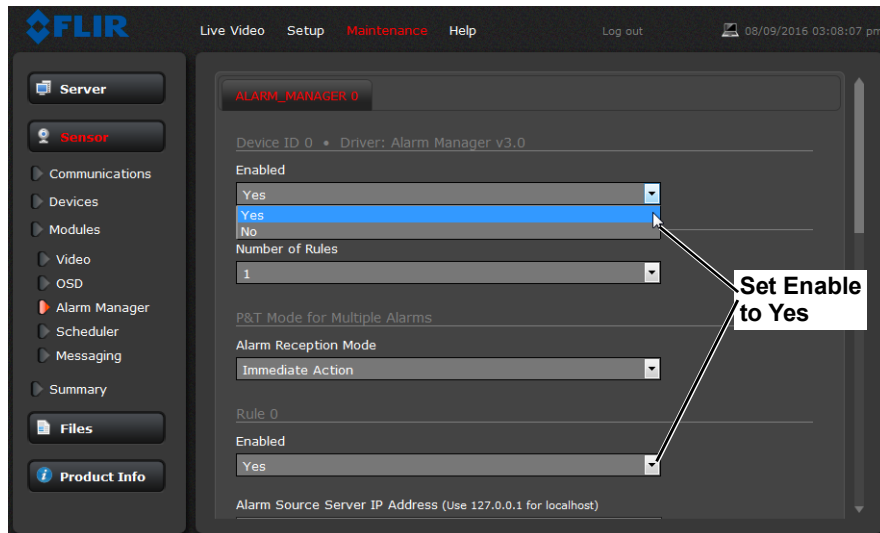 FLIR
Live Video Setup Maintenance Help Log out 08/09/2016 03:08:07 pm
Server
Sensor
Communications
Devices
Modules
Video
OSD
Alarm Manager
Scheduler
Messaging
Summary
Files
Product Info
ALARM_MANAGER 0
Device ID 0 • Driver: Alarm Manager v3.0
Enabled
Yes
Yes
No
Number of Rules
1
P&T Mode for Multiple Alarms
Alarm Reception Mode
Immediate Action
Rule 0
Enabled
Yes
Alarm Source Server IP Address (Use 127.0.0.1 for localhost)
Set Enable
to Yes